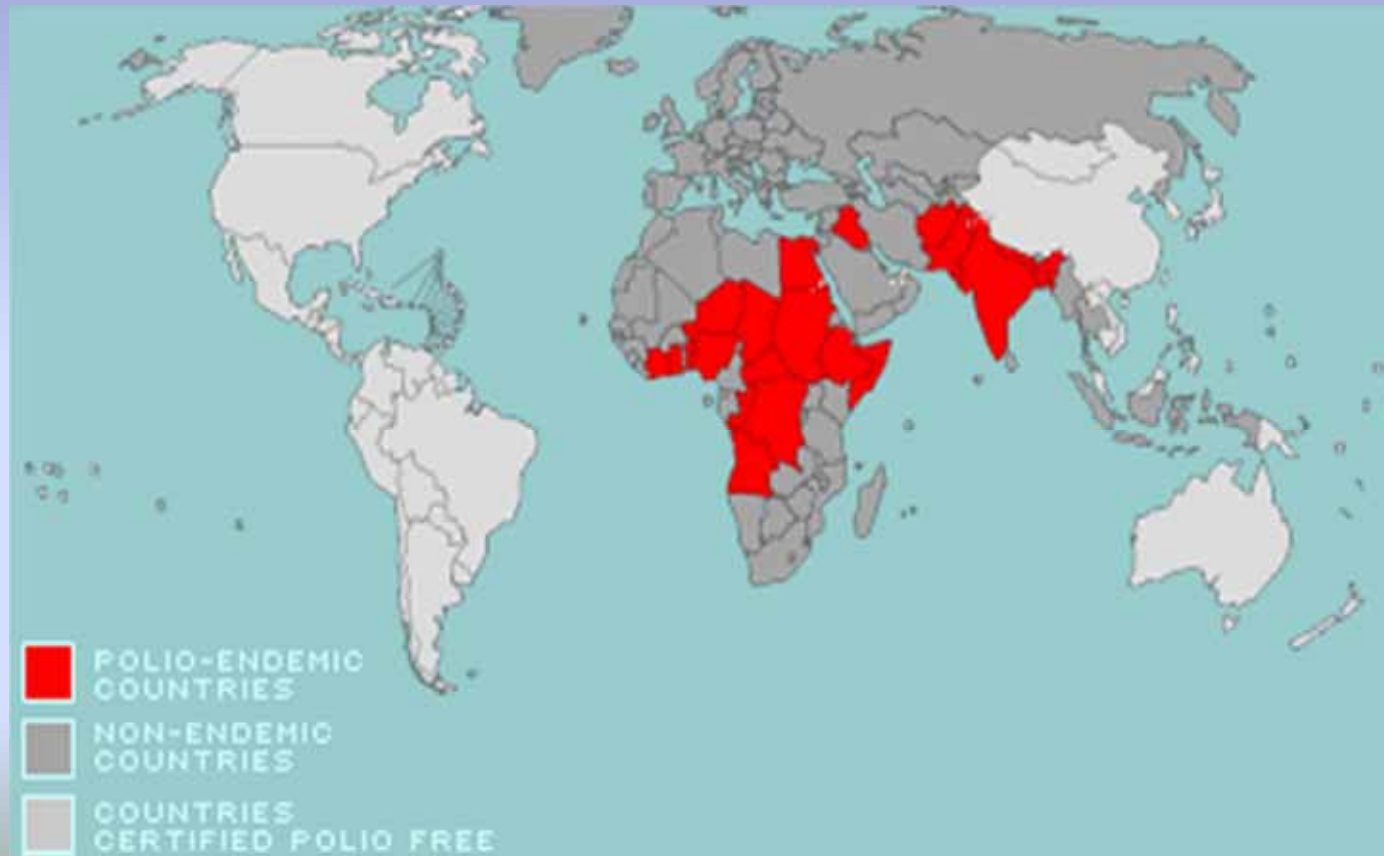 POLIO-ENDEMIC
COUNTRIES
NON-ENDEMIC
COUNTRIES
COUNTRIES
CERTIFIED POLIO FREE